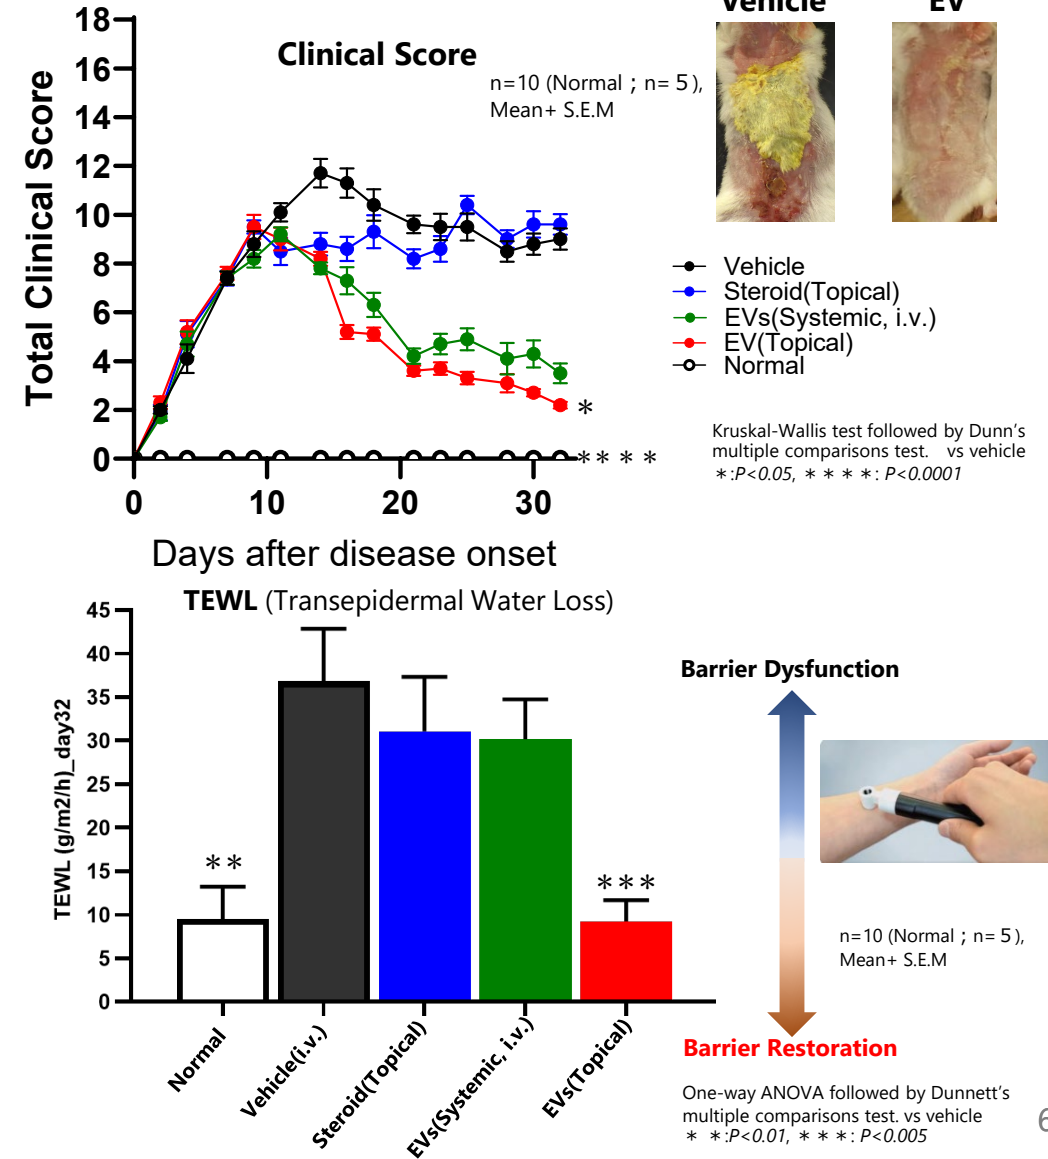 Vehicle
EV
Clinical Score
n=10 (Normal ; n= 5 ),
Mean+ S.E.M
Total Clinical Score
18
16
14
12
10
8
6
4
2
0
0
10
20
30
Days after disease onset
*
* * * *
Vehicle
Steroid(Topical)
EVs(Systemic, i.v.)
EV(Topical)
Normal
Kruskal-Wallis test followed by Dunn's
multiple comparisons test. vs vehicle
*:P<0.05, * * * *: P<0.0001
TEWL (Transepidermal Water Loss)
TEWL (g/m2/h)_day32
45
40
35
30
25
20
15
10
5
0
**
***
Normal
Vehicle(i.v.)
Steroid(Topical)
EVs(Systemic, i.v.)
EVs(Topical)
Barrier Dysfunction
n=10 (Normal ; n= 5 ),
Mean+ S.E.M
Barrier Restoration
One-way ANOVA followed by Dunnett's
multiple comparisons test. vs vehicle
* *:P<0.01, * * *: P<0.005
6